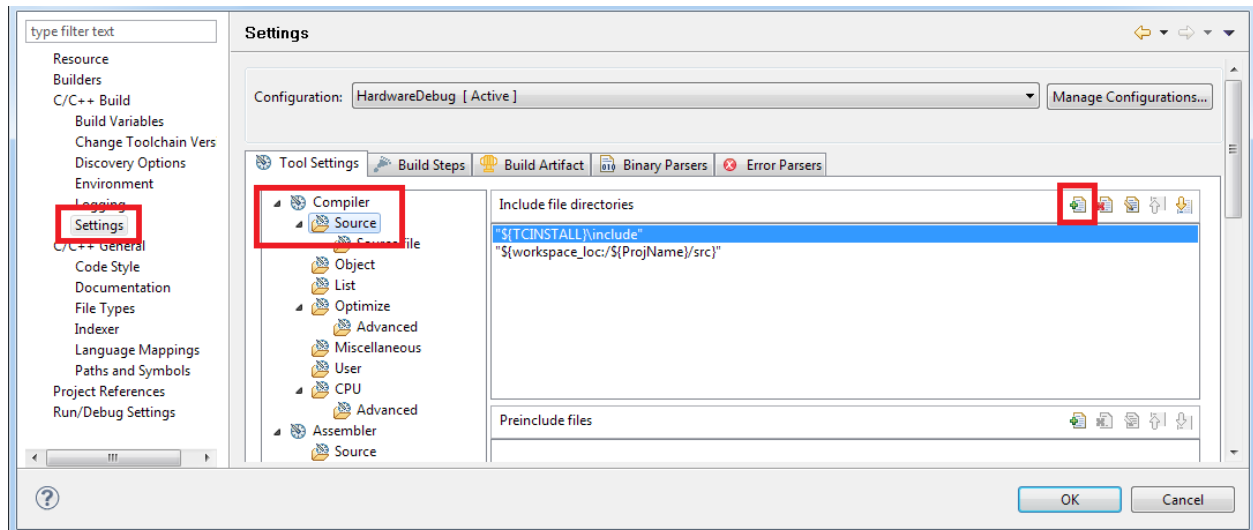 type filter text
Resource
Builders
C/C++ Build
Build Variables
Change Toolchain Vers
Discovery Options
Environment
Logging
Settings
C/C++ General
Code Style
Documentation
File Types
Indexer
Language Mappings
Paths and Symbols
Project References
Run/Debug Settings
Settings
Configuration: HardwareDebug [ Active ] Manage Configurations...
Tool Settings Build Steps Build Artifact Binary Parsers Error Parsers
Compiler
Source
Source File
Object
List
Optimize
Advanced
Miscellaneous
User
CPU
Advanced
Assembler
Source
Include file directories
"${TCINSTALL}\include"
"${workspace_loc:/${ProjName}/src}"
Preinclude files
OK Cancel